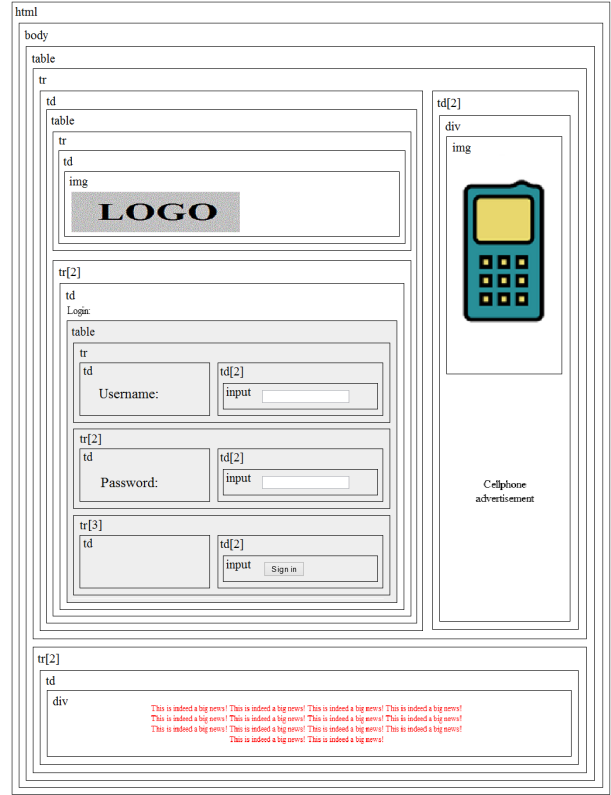 html
body
table
tr
td
table
tr
td
img
LOGO
tr[2]
td
Login:
table
tr
td
Username:
td[2]
input
tr[2]
td
Password:
td[2]
input
tr[3]
td
td[2]
input
Sign in
td[2]
div
img
Cellphone
advertisement
tr[2]
td
div
This is indeed a big news! This is indeed a big news! This is indeed a big news! This is indeed a big news!
This is indeed a big news! This is indeed a big news! This is indeed a big news! This is indeed a big news!
This is indeed a big news! This is indeed a big news! This is indeed a big news! This is indeed a big news!
This is indeed a big news! This is indeed a big news!